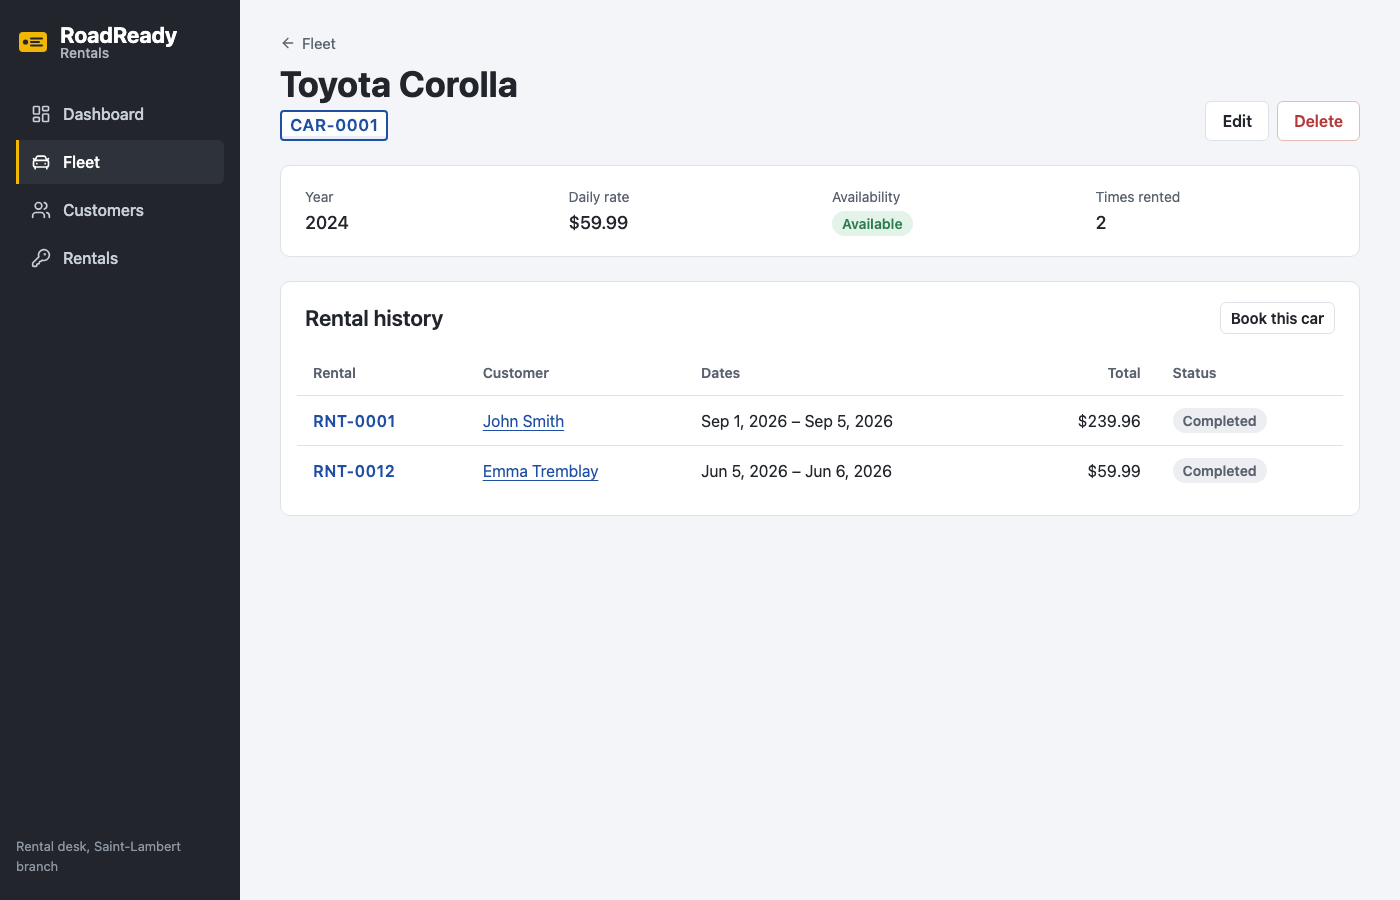 RoadReady
Rentals
Dashboard
Fleet
Customers
Rentals
Rental desk, Saint-Lambert
branch
Fleet
Toyota Corolla
CAR-0001
Edit
Delete
Year
2024
Daily rate
$59.99
Availability
Available
Times rented
2
Rental history
Book this car
Rental Customer Dates Total Status
RNT-0001 John Smith Sep 1, 2026 – Sep 5, 2026 $239.96 Completed
RNT-0012 Emma Tremblay Jun 5, 2026 – Jun 6, 2026 $59.99 Completed